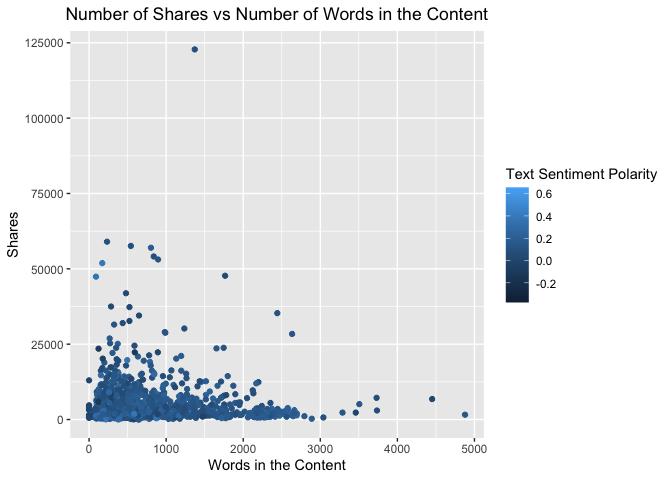 Number of Shares vs Number of Words in the Content
125000
100000
75000
50000
25000
0
Shares
0 1000 2000 3000 4000 5000
Words in the Content
Text Sentiment Polarity
0.6
0.4
0.2
0.0
-0.2